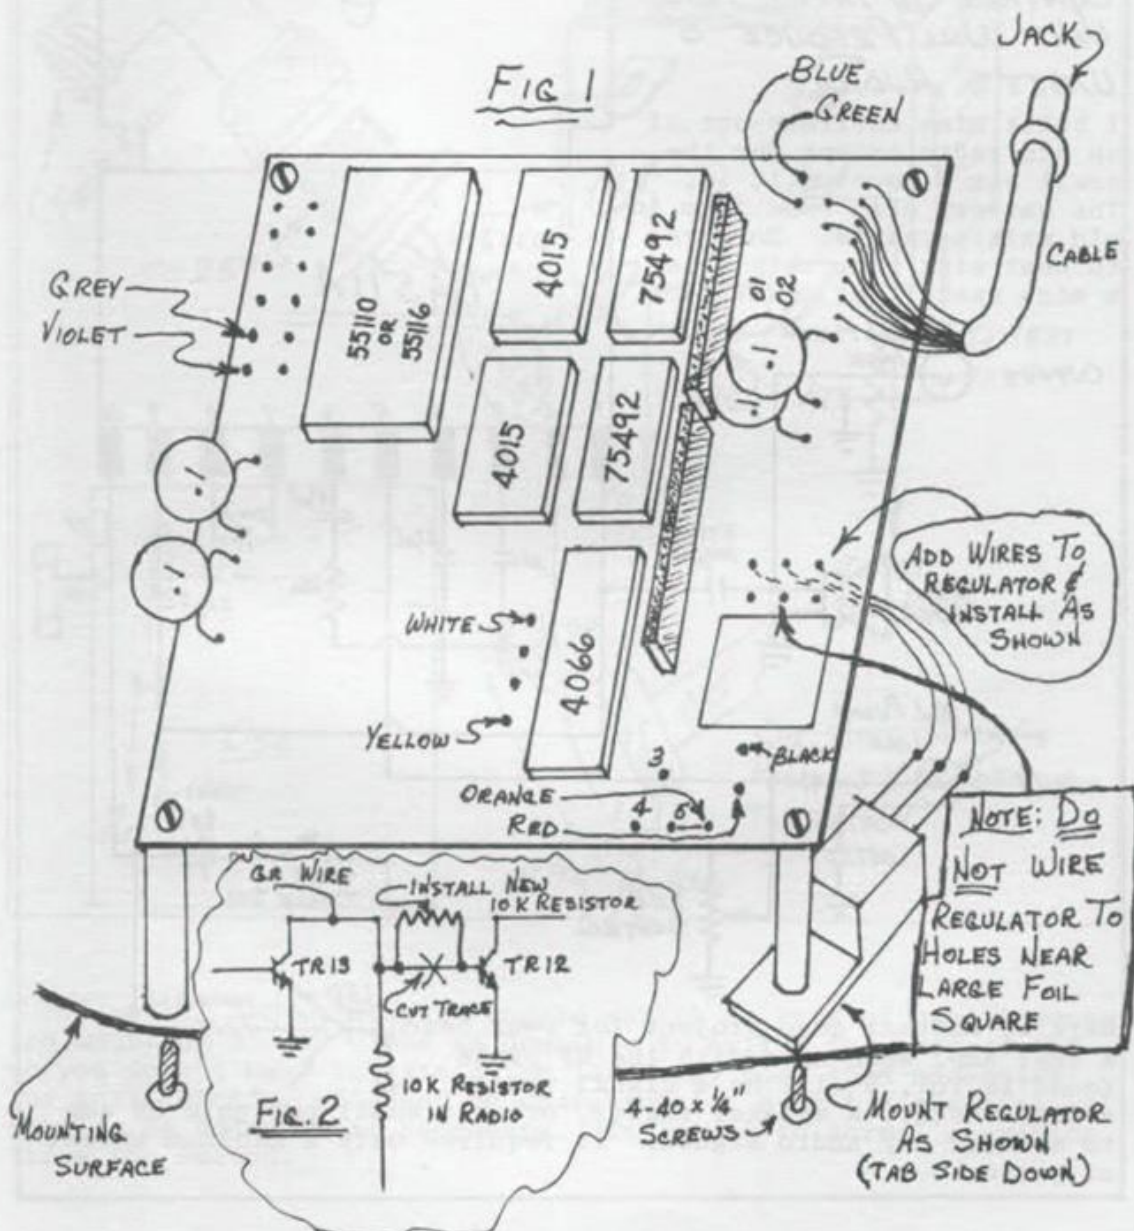 FIG 1
JACK
BLUE
GREEN
CABLE
GREY
VIOLET
55110
OR
55116
4015
75492
01
02
.1
.1
4015
75492
.1
.1
ADD WIRES TO
REGULATOR &
INSTALL AS
SHOWN
WHITE
4066
YELLOW
BLACK
3
ORANGE
4
5
RED
NOTE: DO
NOT WIRE
REGULATOR TO
HOLES NEAR
LARGE FOIL
SQUARE
GR WIRE
INSTALL NEW
10K RESISTOR
TR13
TR12
CUT TRACE
10K RESISTOR
IN RADIO
FIG. 2
MOUNTING
SURFACE
4-40 x 1/4"
SCREWS
MOUNT REGULATOR
AS SHOWN
(TAB SIDE DOWN)